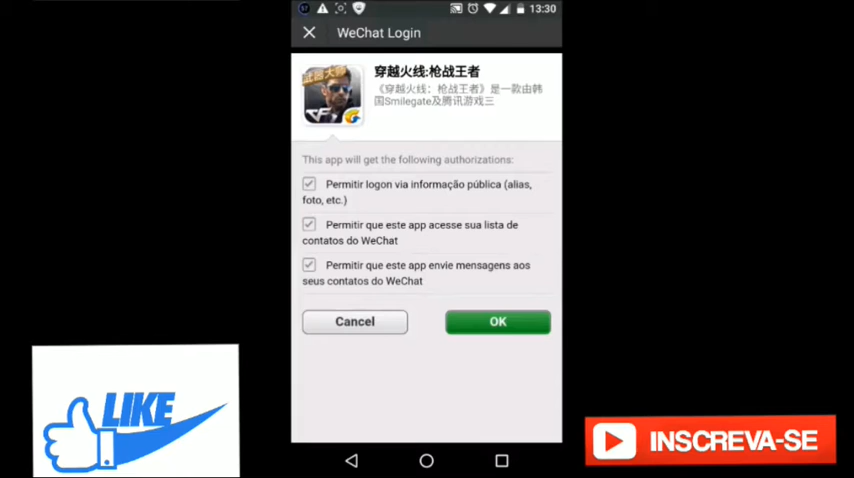 13:30
WeChat Login
穿越火线:枪战王者
《穿越火线：枪战王者》是一款由韩
国Smilegate及腾讯游戏三
This app will get the following authorizations:
Permitir logon via informação pública (alias,
foto, etc.)
Permitir que este app acesse sua lista de
contatos do WeChat
Permitir que este app envie mensagens aos
seus contatos do WeChat
Cancel
OK
LIKE
INSCREVA-SE